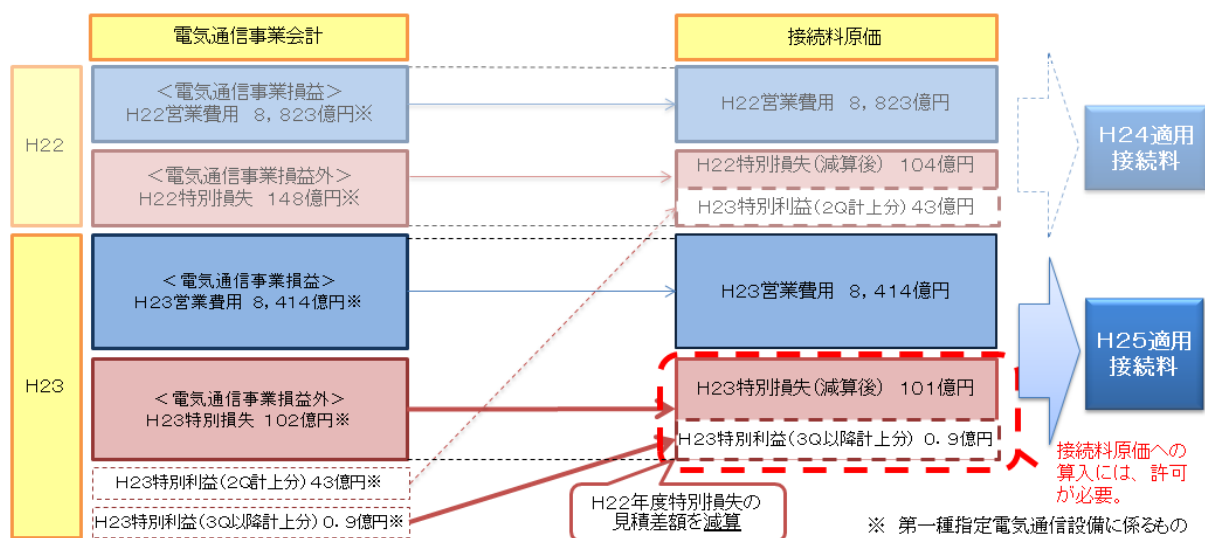 電気通信事業会計
接続料原価
H22
＜電気通信事業損益＞
H22営業費用 8，823億円※
H22営業費用 8，823億円
＜電気通信事業損益外＞
H22特別損失 148億円※
H22特別損失（減算後） 104億円
H23特別利益（2Q計上分）43億円
H24適用
接続料
H23
＜電気通信事業損益＞
H23営業費用 8，414億円※
H23営業費用 8，414億円
＜電気通信事業損益外＞
H23特別損失 102億円※
H23特別損失（減算後） 101億円
H23特別利益（3Q以降計上分） 0．9億円
H25適用
接続料
H23特別利益（2Q計上分）43億円※
H23特別利益（3Q以降計上分）0．9億円※
H22年度特別損失の
見積差額を減算
接続料原価への
算入には、許可
が必要。
※ 第一種指定電気通信設備に係るもの